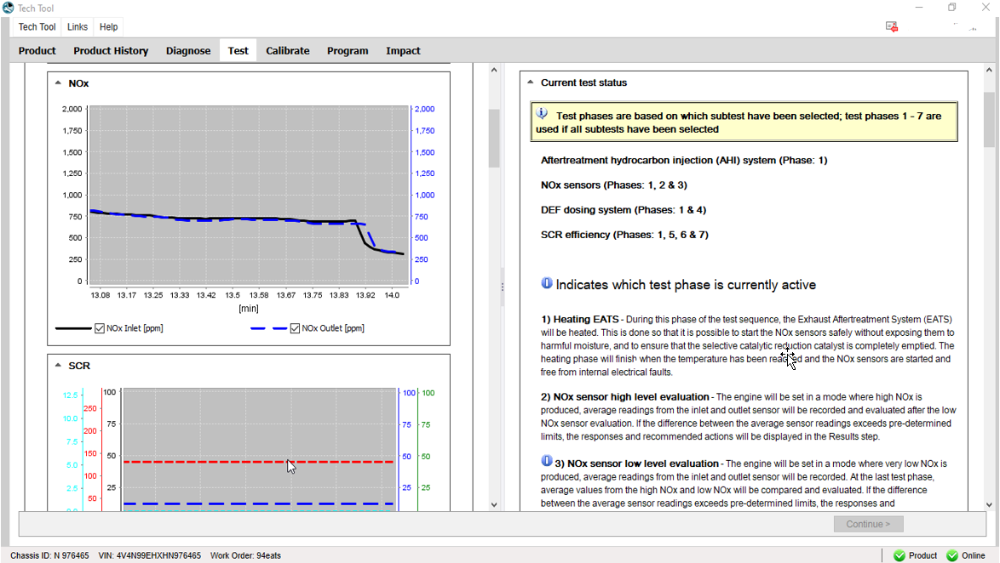 Tech Tool
Tech Tool Links Help
Product Product History Diagnose Test Calibrate Program Impact
NOx
2,000 2,000
1,750 1,750
1,500 1,500
1,250 1,250
1,000 1,000
750 750
500 500
250 250
0 0
13.08 13.17 13.25 13.33 13.42 13.5 13.58 13.67 13.75 13.83 13.92 14.0
[min]
NOx Inlet [ppm] NOx Outlet [ppm]
SCR
12.5 100 100 100
250
10.0 75 75 75
200
7.5
150
5.0 50 50 50
100
2.5 25 25 25
50
0.0
Current test status
Test phases are based on which subtest have been selected; test phases 1 - 7 are
used if all subtests have been selected
Aftertreatment hydrocarbon injection (AHI) system (Phase: 1)
NOx sensors (Phases: 1, 2 & 3)
DEF dosing system (Phases: 1 & 4)
SCR efficiency (Phases: 1, 5, 6 & 7)
Indicates which test phase is currently active
1) Heating EATS - During this phase of the test sequence, the Exhaust Aftertreatment System (EATS)
will be heated. This is done so that it is possible to start the NOx sensors safely without exposing them to
harmful moisture, and to ensure that the selective catalytic reduction catalyst is completely emptied. The
heating phase will finish when the temperature has been reached and the NOx sensors are started and
free from internal electrical faults.
2) NOx sensor high level evaluation - The engine will be set in a mode where high NOx is
produced, average readings from the inlet and outlet sensor will be recorded and evaluated after the low
NOx sensor evaluation. If the difference between the average sensor readings exceeds pre-determined
limits, the responses and recommended actions will be displayed in the Results step.
3) NOx sensor low level evaluation - The engine will be set in a mode where very low NOx is
produced, average readings from the inlet and outlet sensor will be recorded. At the last test phase,
average values from the high NOx and low NOx will be compared and evaluated. If the difference
between the average sensor readings exceeds pre-determined limits, the responses and
Continue >
Chassis ID: N 976465 VIN: 4V4N99EHXHN976465 Work Order: 94eats Product Online